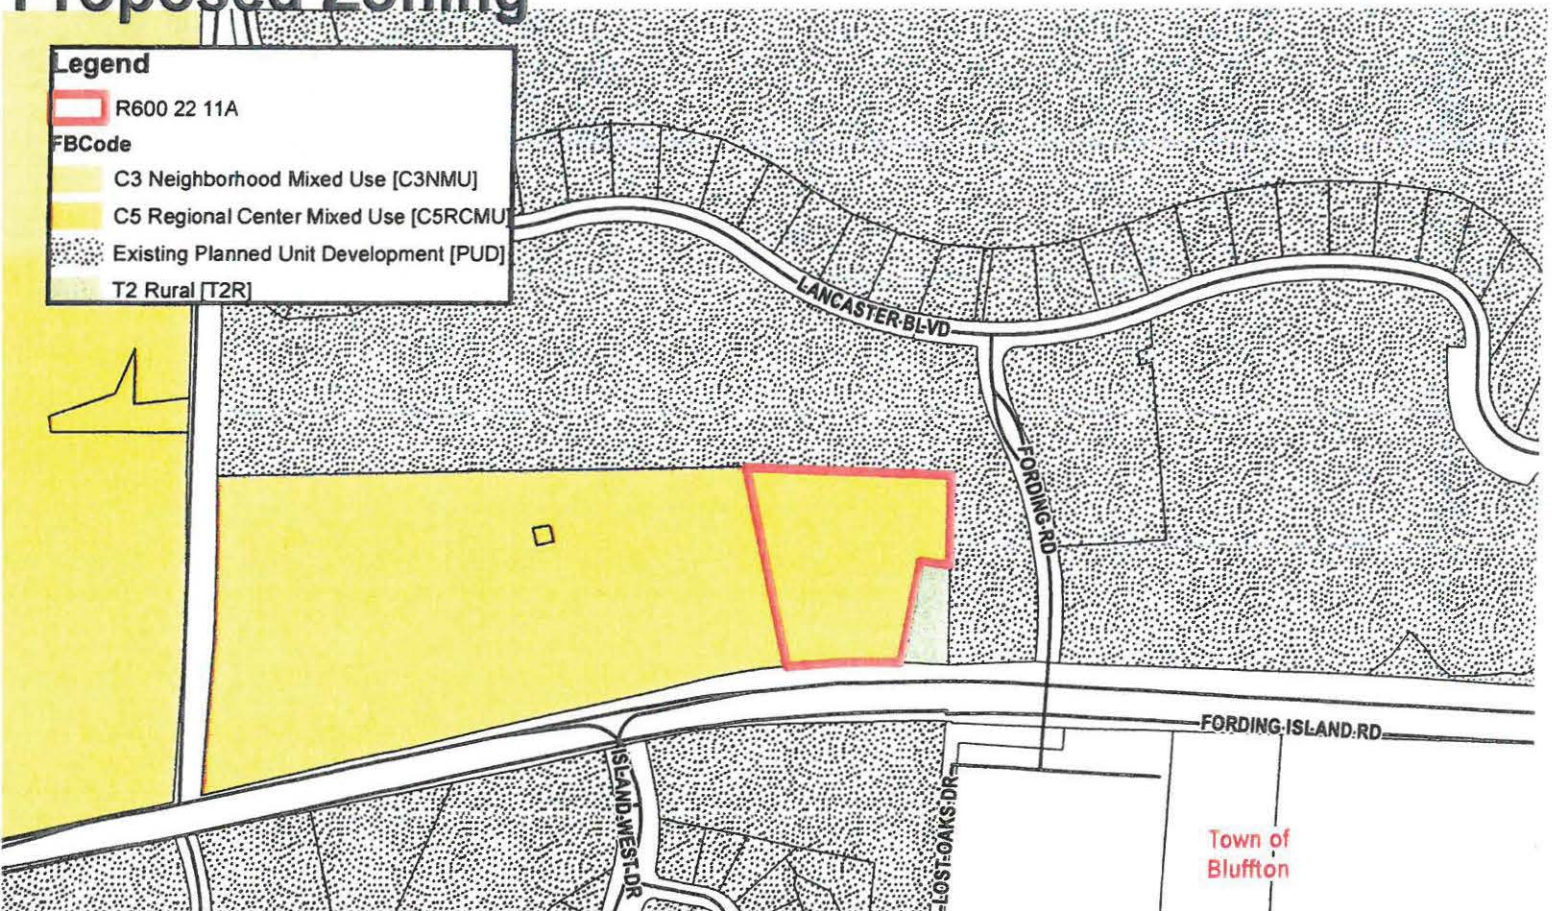 Proposed Zoning
Legend
R600 22 11A
FBCode
C3 Neighborhood Mixed Use [C3NMU]
C5 Regional Center Mixed Use [C5RCMU]
Existing Planned Unit Development [PUD]
T2 Rural [T2R]
LANCASTER BLVD
FORDING RD
FORDING ISLAND RD
ISLAND WEST DR
LOST OAKS DR
Town of
Bluffton